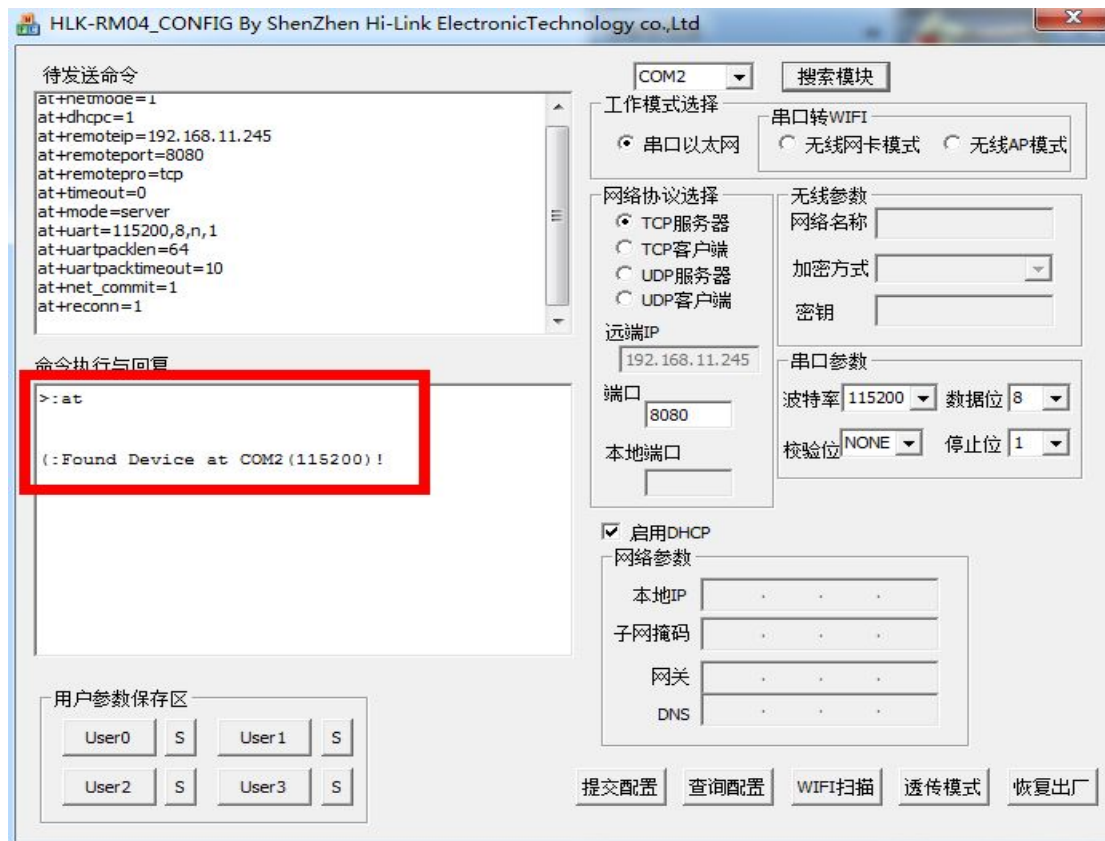 HLK-RM04_CONFIG By ShenZhen Hi-Link ElectronicTechnology co.,Ltd
待发送命令
at+netmode=1
at+dhcpc=1
at+remoteip=192.168.11.245
at+remoteport=8080
at+remotepro=tcp
at+timeout=0
at+mode=server
at+uart=115200,8,n,1
at+uartpacklen=64
at+uartpacktimeout=10
at+net_commit=1
at+reconn=1
命令执行与回复
>:at
(:Found Device at COM2(115200)!
用户参数保存区
User0 S User1 S
User2 S User3 S
COM2 搜索模块
工作模式选择
串口转WIFI
串口以太网 无线网卡模式 无线AP模式
网络协议选择
TCP服务器
TCP客户端
UDP服务器
UDP客户端
远端IP
192.168.11.245
端口
8080
本地端口
无线参数
网络名称
加密方式
密钥
串口参数
波特率 115200 数据位 8
校验位 NONE 停止位 1
启用DHCP
网络参数
本地IP . . .
子网掩码 . . .
网关 . . .
DNS . . .
提交配置 查询配置 WIFI扫描 透传模式 恢复出厂